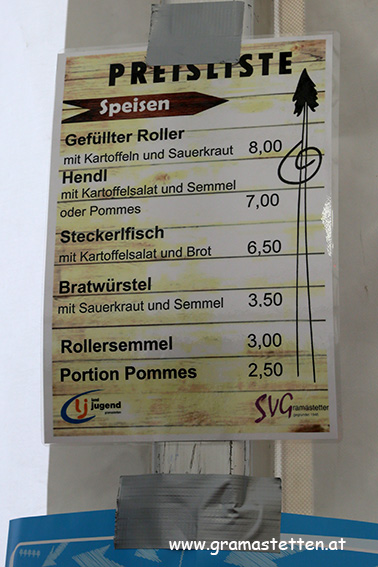 PREISLISTE
Speisen
Gefüllter Roller
mit Kartoffeln und Sauerkraut 8,00
Hendl
mit Kartoffelsalat und Semmel
oder Pommes 7,00
Steckerlfisch
mit Kartoffelsalat und Brot 6,50
Bratwürstel
mit Sauerkraut und Semmel 3,50
Rollersemmel 3,00
Portion Pommes 2,50
lj
jugend
SVGramastetten
www.gramastetten.at